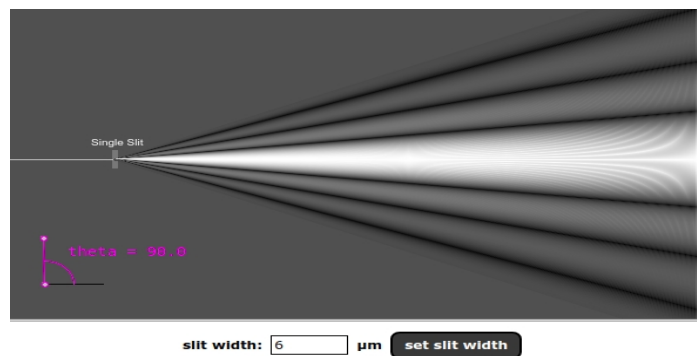 Single Slit
theta = 90.0
slit width: 6 µm set slit width